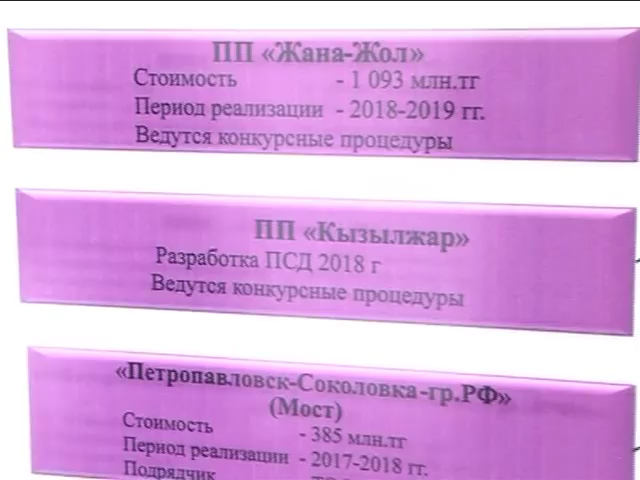 ПП «Жана-Жол»
Стоимость - 1 093 млн.тг
Период реализации - 2018-2019 гг.
Ведутся конкурсные процедуры
ПП «Кызылжар»
Разработка ПСД 2018 г
Ведутся конкурсные процедуры
«Петропавловск-Соколовка-гр.РФ»
(Мост)
Стоимость - 385 млн.тг
Период реализации - 2017-2018 гг.
Подрядчик